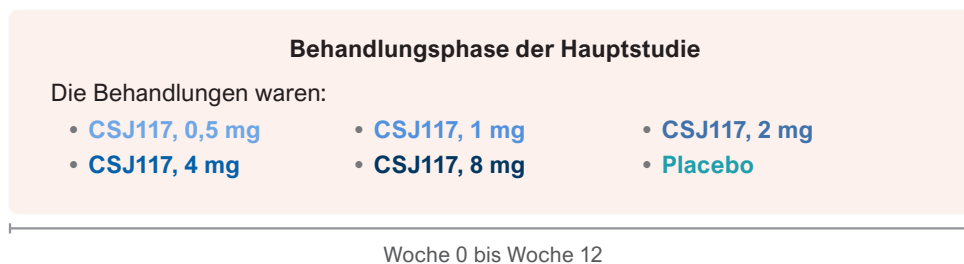 Behandlungsphase der Hauptstudie
Die Behandlungen waren:
• CSJ117, 0,5 mg • CSJ117, 1 mg • CSJ117, 2 mg
• CSJ117, 4 mg • CSJ117, 8 mg • Placebo
Woche 0 bis Woche 12